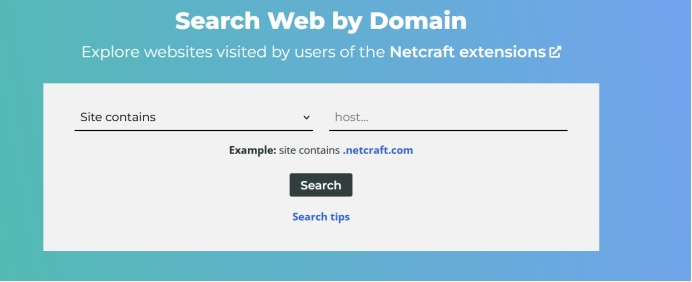 Search Web by Domain
Explore websites visited by users of the Netcraft extensions
Site contains
host...
Example: site contains .netcraft.com
Search
Search tips